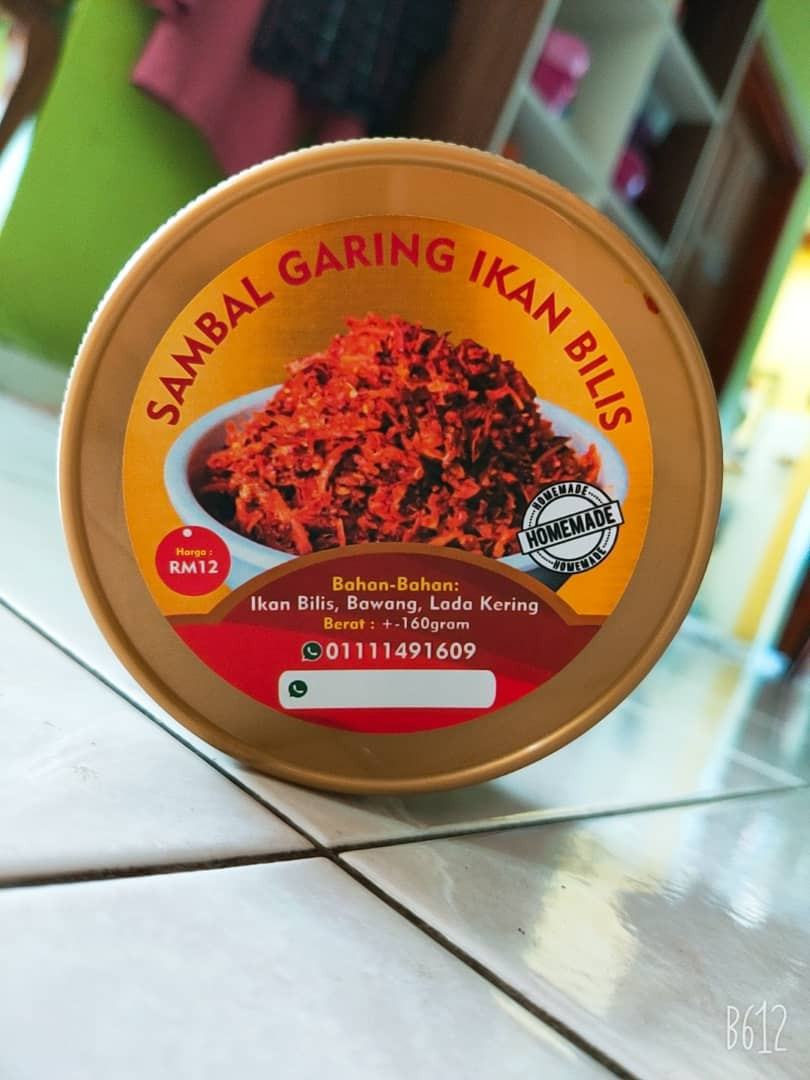 SAMBAL GARING IKAN BILIS
HOMEMADE
HOMEMADE
HOMEMADE
Harga :
RM12
Bahan-Bahan:
Ikan Bilis, Bawang, Lada Kering
Berat : +-160gram
01111491609
B612